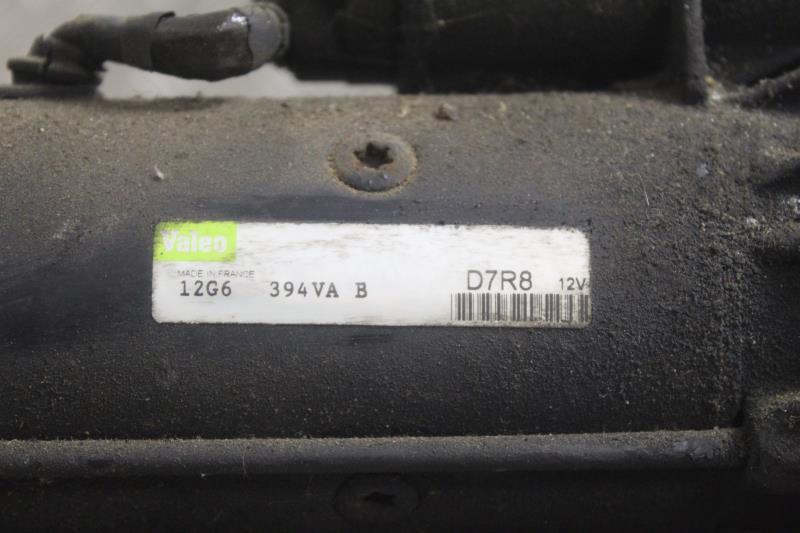 Valeo
MADE IN FRANCE
12G6 394VA B
D7R8 12V